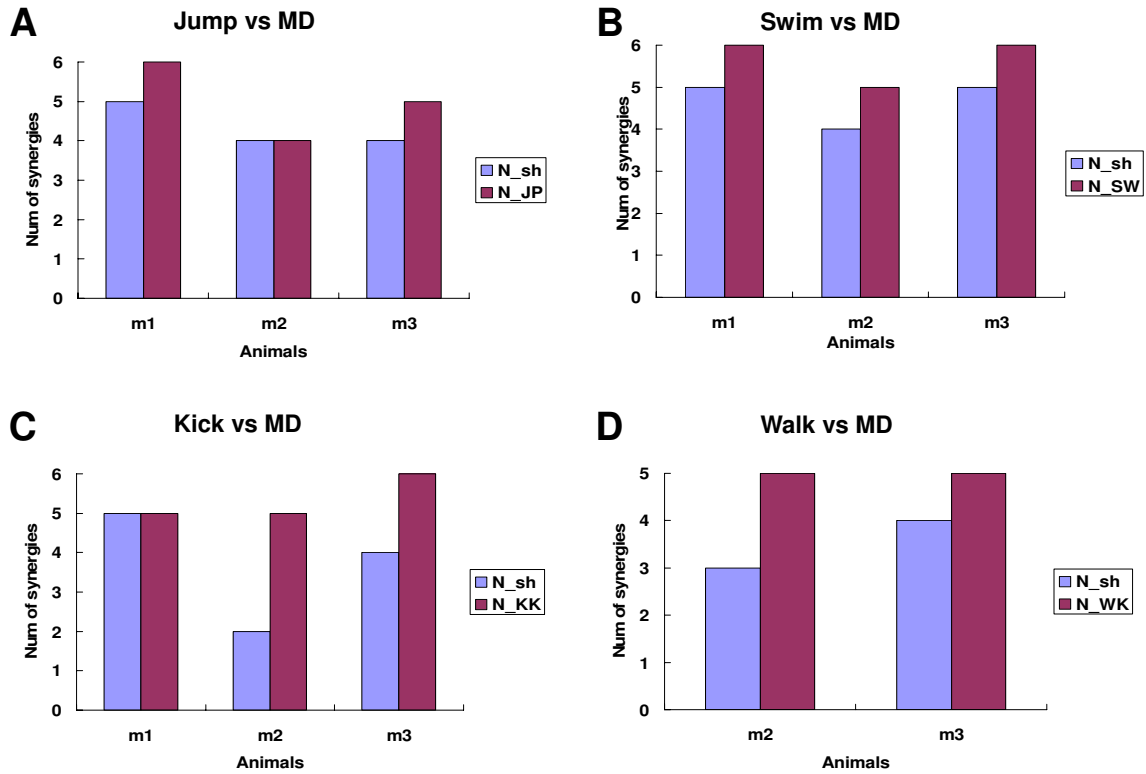 A
Jump vs MD
Num of synergies
6
5
4
3
2
1
0
m1 m2 m3
Animals
N_sh
N_JP
B
Swim vs MD
Num of synergies
6
5
4
3
2
1
0
m1 m2 m3
Animals
N_sh
N_SW
C
Kick vs MD
Num of synergies
6
5
4
3
2
1
0
m1 m2 m3
Animals
N_sh
N_KK
D
Walk vs MD
Num of synergies
5
4
3
2
1
0
m2 m3
Animals
N_sh
N_WK